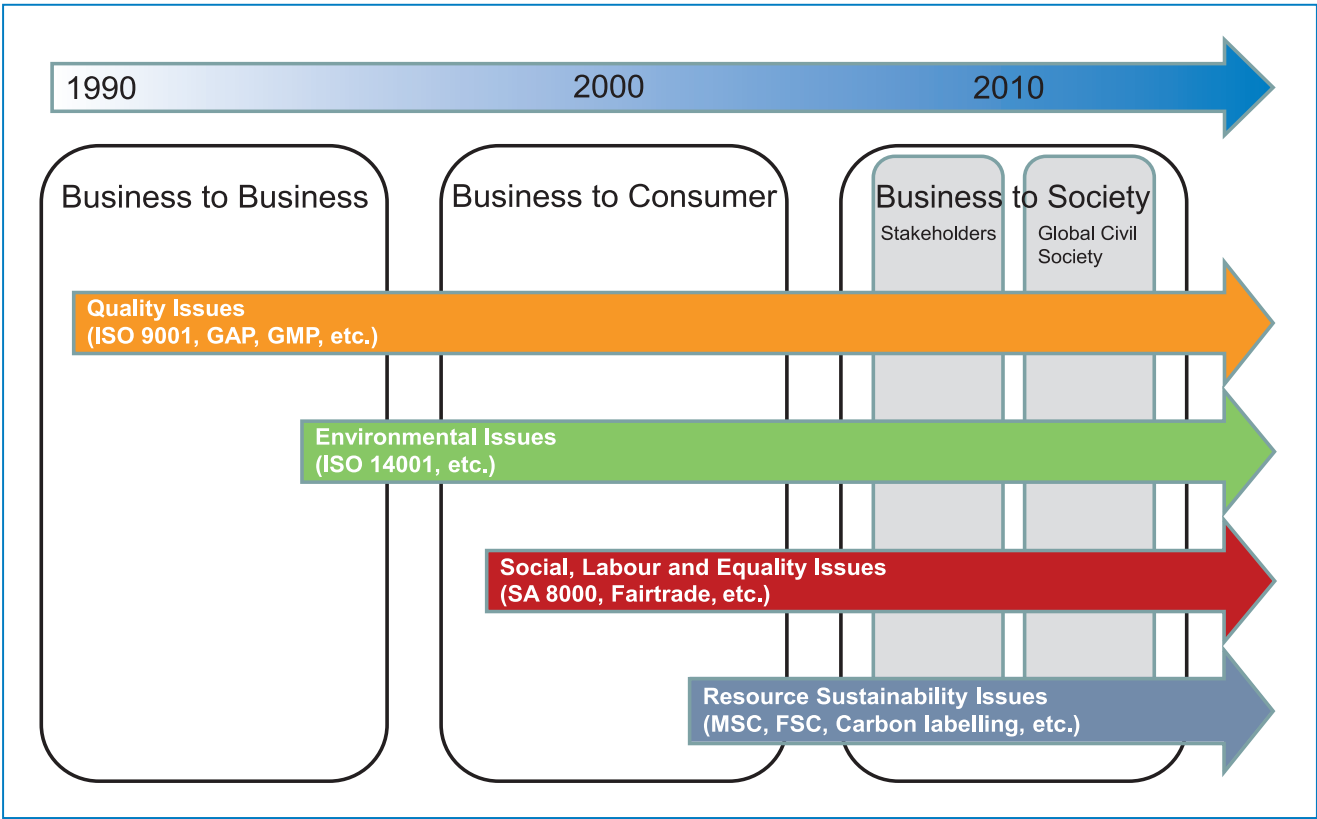 1990
2000
2010
Business to Business
Business to Consumer
Business to Society
Stakeholders
Global Civil
Society
Quality Issues
(ISO 9001, GAP, GMP, etc.)
Environmental Issues
(ISO 14001, etc.)
Social, Labour and Equality Issues
(SA 8000, Fairtrade, etc.)
Resource Sustainability Issues
(MSC, FSC, Carbon labelling, etc.)